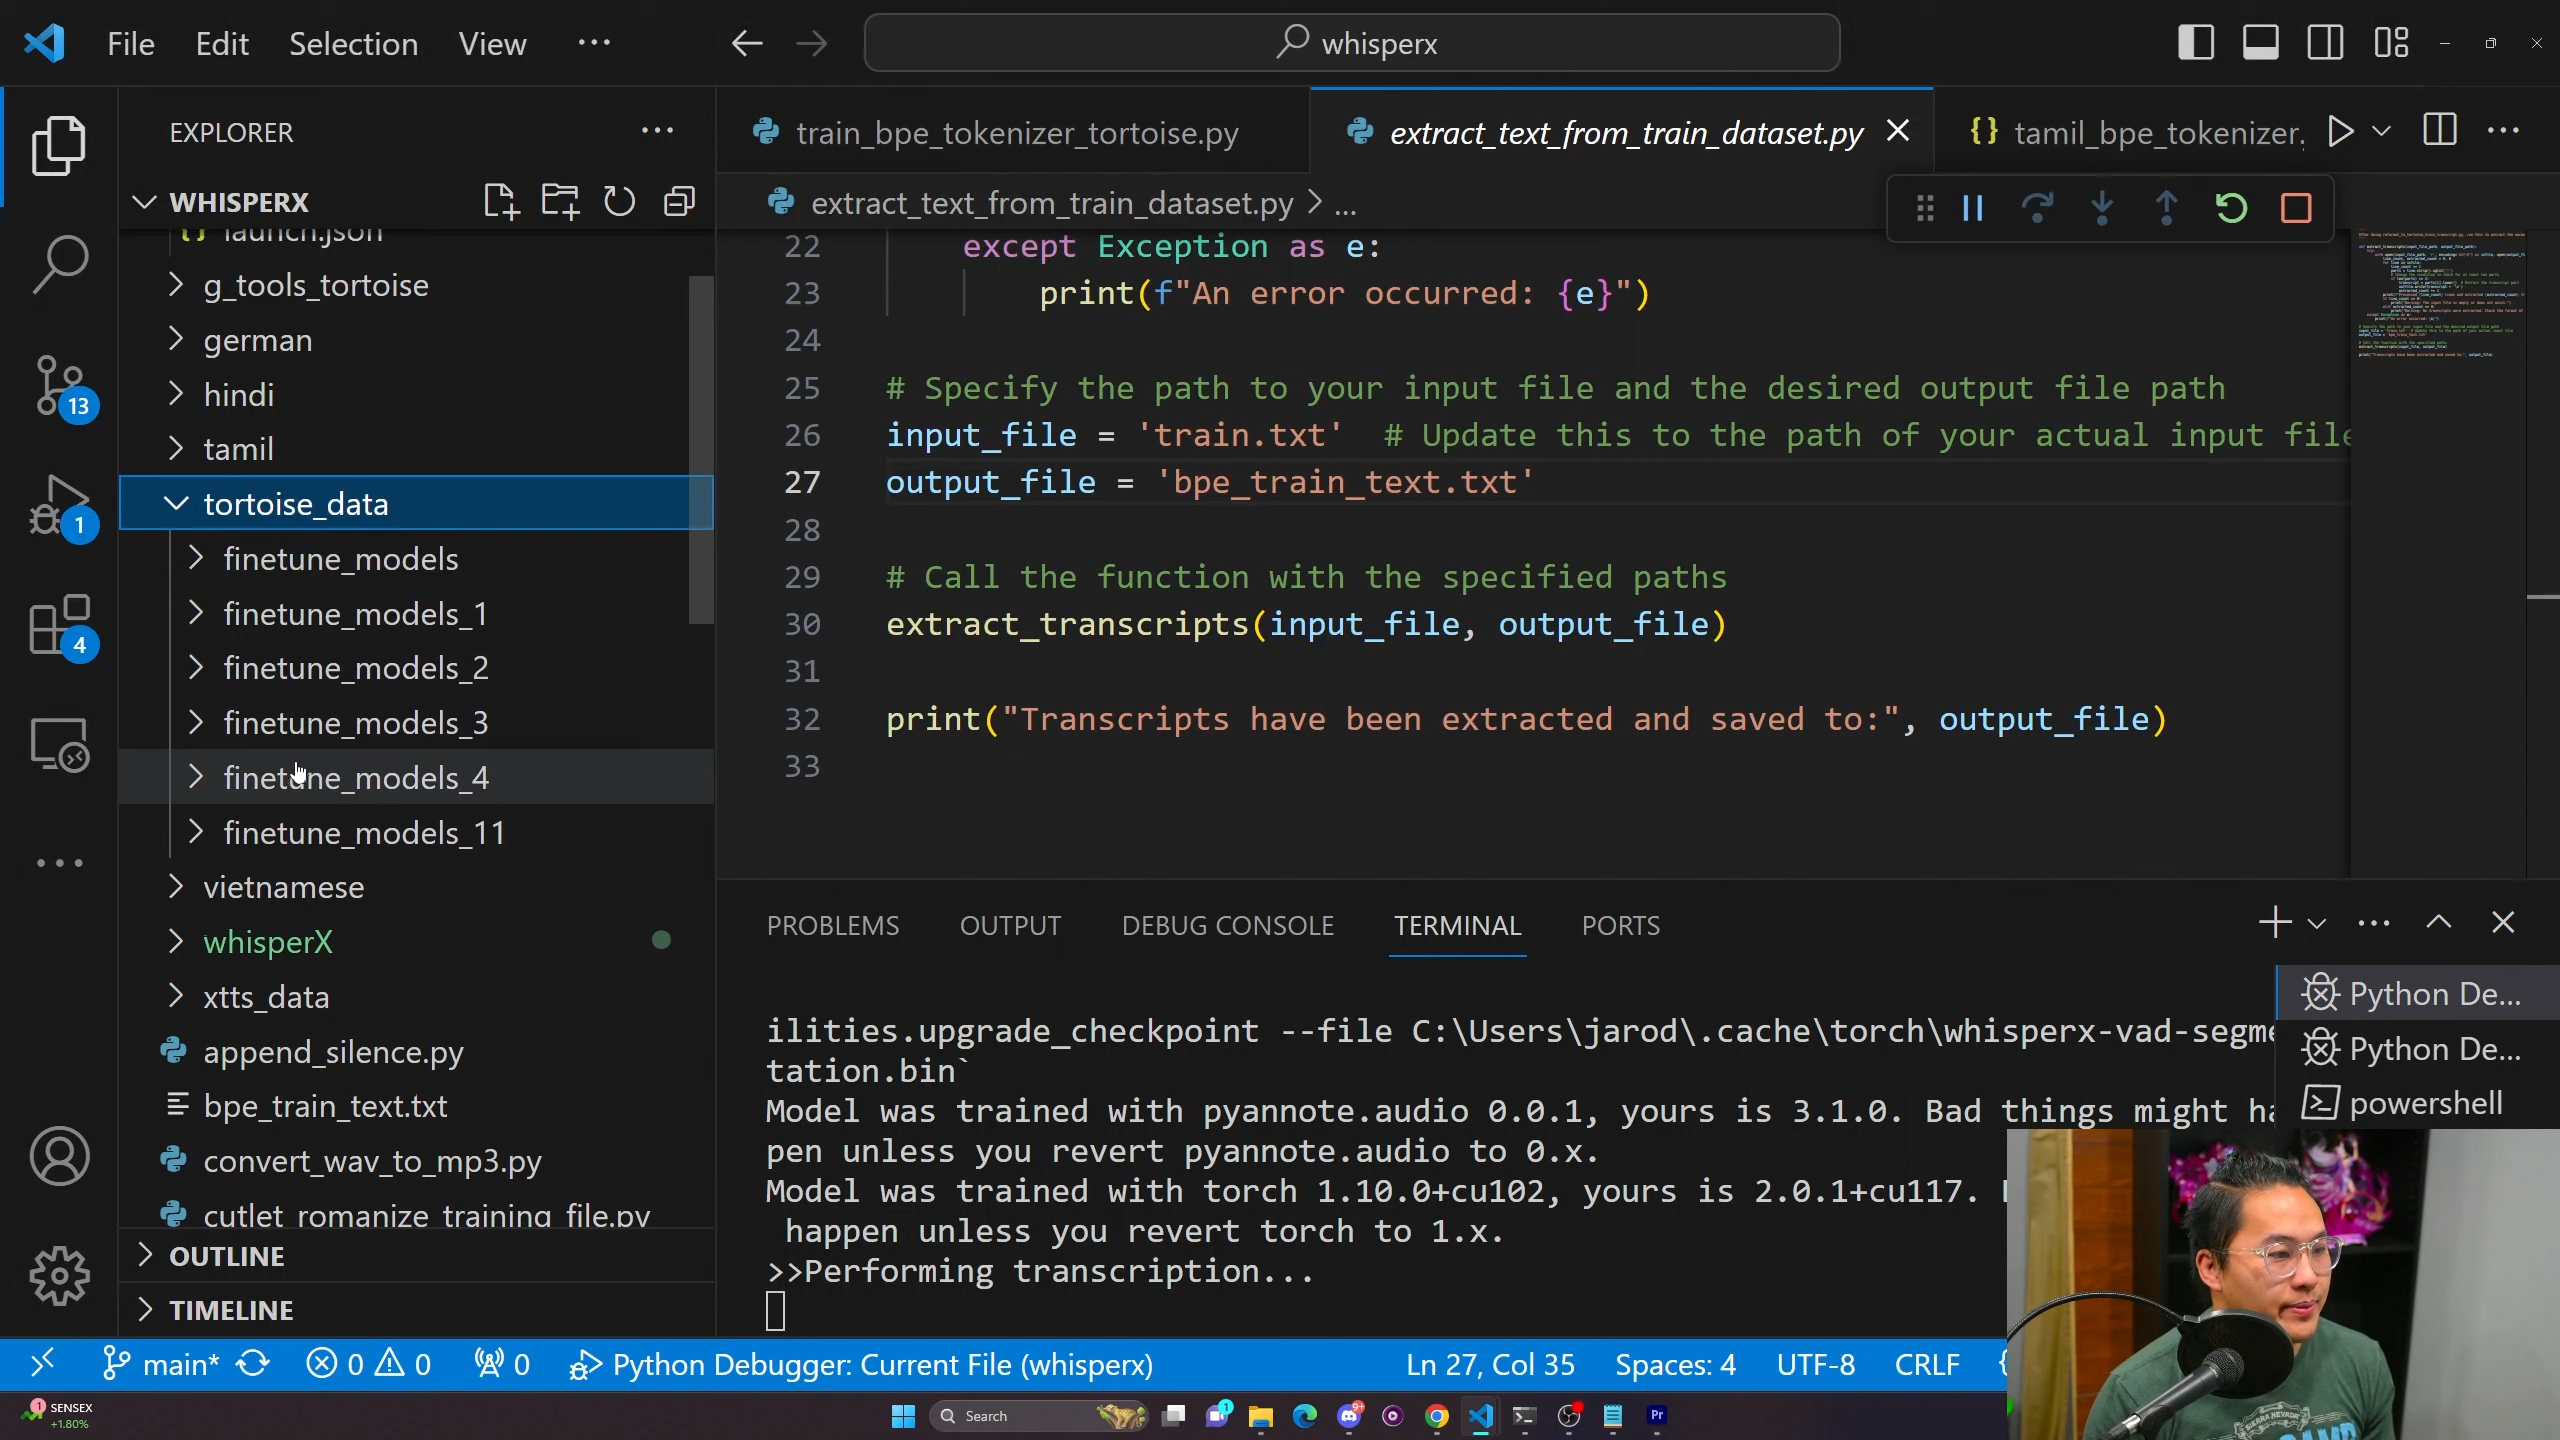 File Edit Selection View ...
whisperx
EXPLORER
WHISPERX
launch.json
g_tools_tortoise
german
hindi
tamil
tortoise_data
finetune_models
finetune_models_1
finetune_models_2
finetune_models_3
finetune_models_4
finetune_models_11
vietnamese
whisperX
xtts_data
append_silence.py
bpe_train_text.txt
convert_wav_to_mp3.py
cutlet_romanize_training_file.py
OUTLINE
TIMELINE
13
1
4
train_bpe_tokenizer_tortoise.py
extract_text_from_train_dataset.py
{} tamil_bpe_tokenizer.
extract_text_from_train_dataset.py > ...
22 except Exception as e:
23 print(f"An error occurred: {e}")
24
25 # Specify the path to your input file and the desired output file path
26 input_file = 'train.txt' # Update this to the path of your actual input file
27 output_file = 'bpe_train_text.txt'
28
29 # Call the function with the specified paths
30 extract_transcripts(input_file, output_file)
31
32 print("Transcripts have been extracted and saved to:", output_file)
33
PROBLEMS OUTPUT DEBUG CONSOLE TERMINAL PORTS
ilities.upgrade_checkpoint --file C:\Users\jarod\.cache\torch\whisperx-vad-segme
tation.bin`
Model was trained with pyannote.audio 0.0.1, yours is 3.1.0. Bad things might ha
pen unless you revert pyannote.audio to 0.x.
Model was trained with torch 1.10.0+cu102, yours is 2.0.1+cu117.
happen unless you revert torch to 1.x.
>>Performing transcription...
Python De...
Python De...
powershell
main* 0 0 0 Python Debugger: Current File (whisperx)
Ln 27, Col 35 Spaces: 4 UTF-8 CRLF {
1
SENSEX
+1.80%
Search
1
9+
Pr
SIERRA NEVADA